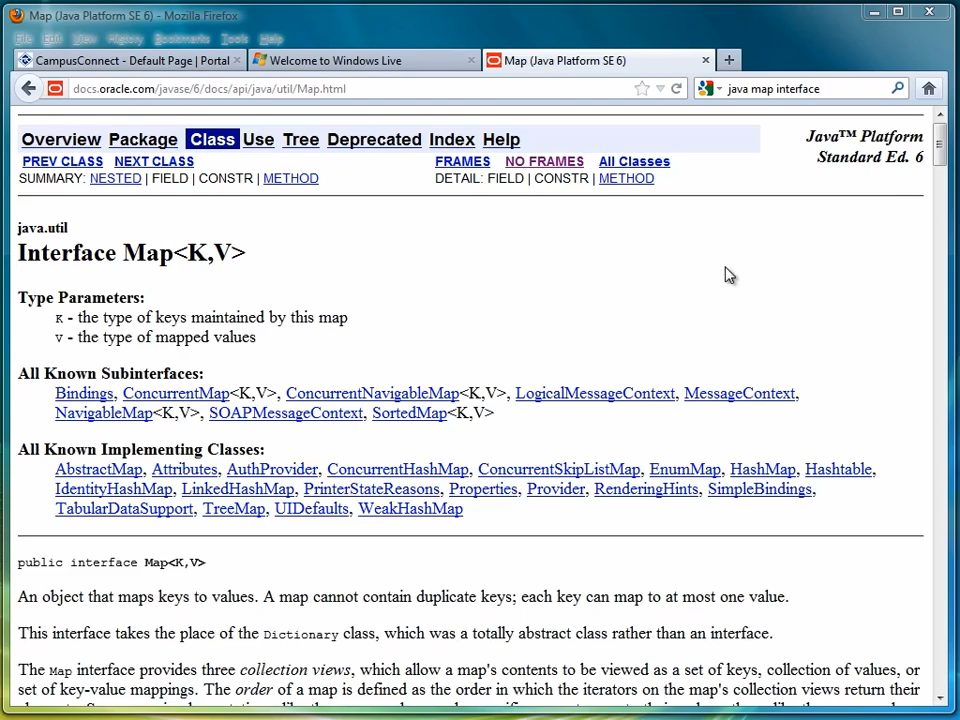 Map (Java Platform SE 6) - Mozilla Firefox
File Edit View History Bookmarks Tools Help
CampusConnect - Default Page | Portal
Welcome to Windows Live
Map (Java Platform SE 6)
docs.oracle.com/javase/6/docs/api/java/util/Map.html
java map interface
Overview Package Class Use Tree Deprecated Index Help
Java™ Platform
Standard Ed. 6
PREV CLASS NEXT CLASS
FRAMES NO FRAMES All Classes
SUMMARY: NESTED | FIELD | CONSTR | METHOD
DETAIL: FIELD | CONSTR | METHOD
java.util
Interface Map<K,V>
Type Parameters:
K - the type of keys maintained by this map
V - the type of mapped values
All Known Subinterfaces:
Bindings, ConcurrentMap<K,V>, ConcurrentNavigableMap<K,V>, LogicalMessageContext, MessageContext,
NavigableMap<K,V>, SOAPMessageContext, SortedMap<K,V>
All Known Implementing Classes:
AbstractMap, Attributes, AuthProvider, ConcurrentHashMap, ConcurrentSkipListMap, EnumMap, HashMap, Hashtable,
IdentityHashMap, LinkedHashMap, PrinterStateReasons, Properties, Provider, RenderingHints, SimpleBindings,
TabularDataSupport, TreeMap, UIDefaults, WeakHashMap
public interface Map<K,V>
An object that maps keys to values. A map cannot contain duplicate keys; each key can map to at most one value.
This interface takes the place of the Dictionary class, which was a totally abstract class rather than an interface.
The Map interface provides three collection views, which allow a map's contents to be viewed as a set of keys, collection of values, or
set of key-value mappings. The order of a map is defined as the order in which the iterators on the map's collection views return their